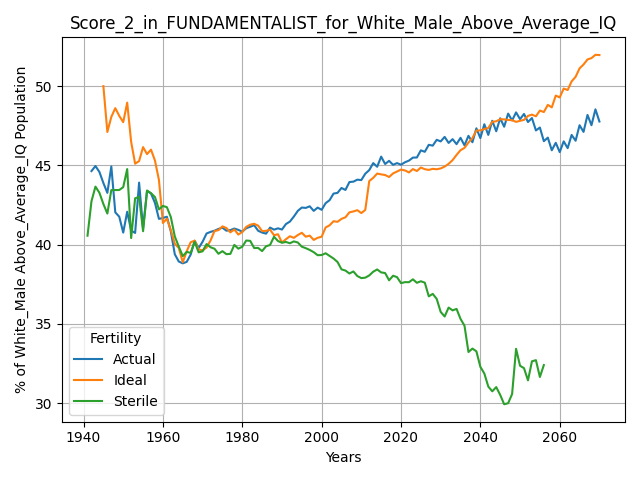 Score_2_in_FUNDAMENTALIST_for_White_Male_Above_Average_IQ
% of White_Male Above_Average_IQ Population
50
45
40
35
30
Fertility
Actual
Ideal
Sterile
1940 1960 1980 2000 2020 2040 2060
Years